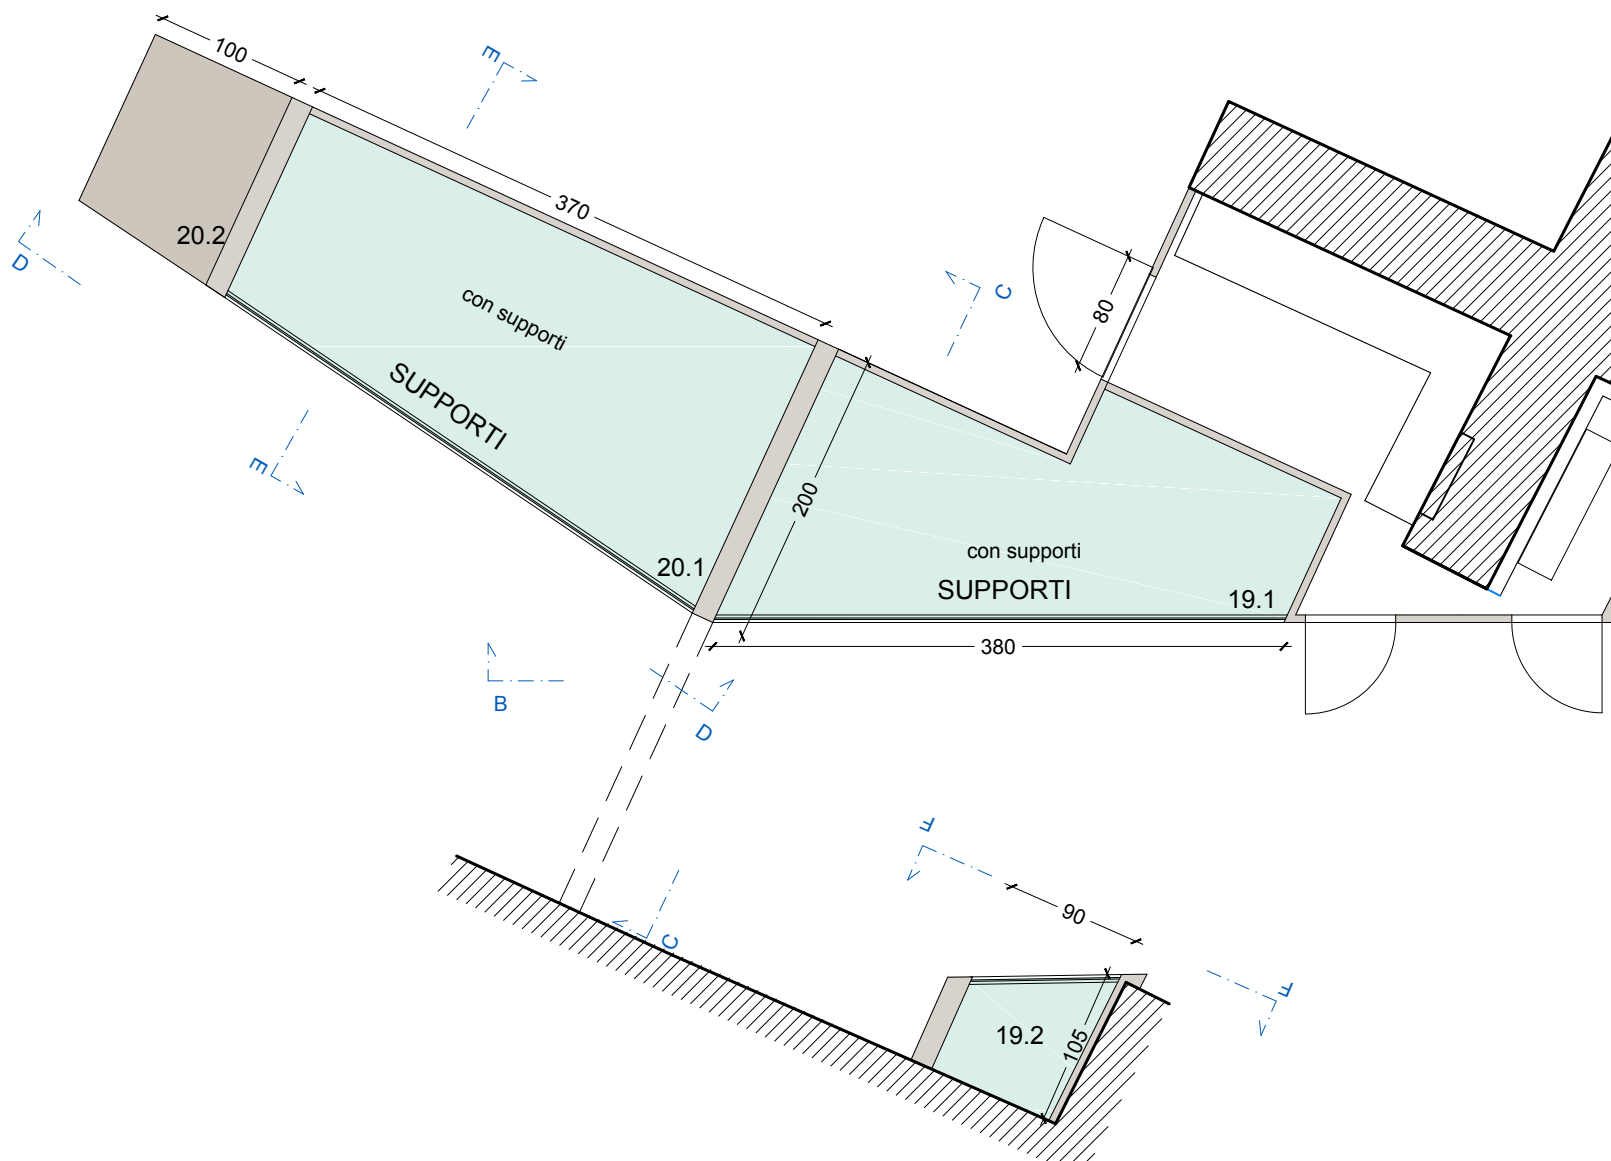 100
E
370
20.2
D
con supporti
C
80
SUPPORTI
200
E
20.1
con supporti
SUPPORTI
19.1
380
B
D
F
90
C
F
19.2
105